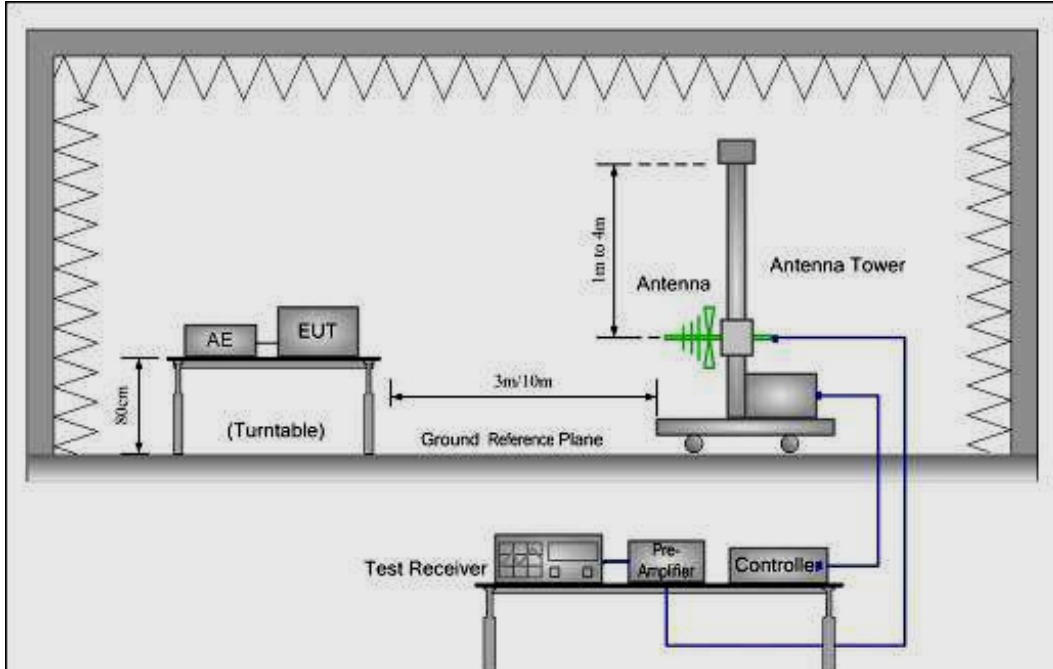 1m to 4m
Antenna Tower
Antenna
AE
EUT
3m/10m
80cm
(Turntable)
Ground Reference Plane
Test Receiver
Pre-
Amplifier
Controller